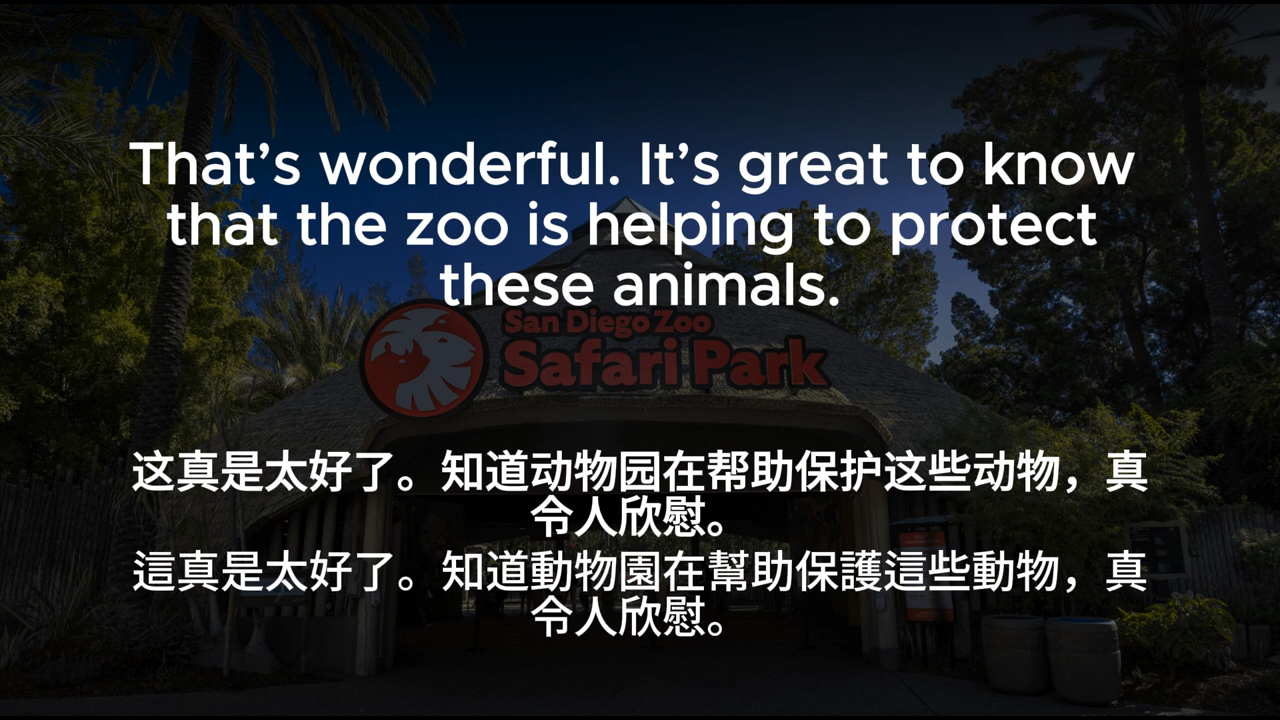 That’s wonderful. It’s great to know
that the zoo is helping to protect
these animals.
San Diego Zoo
Safari Park
这真是太好了。知道动物园在帮助保护这些动物，真
令人欣慰。
這真是太好了。知道動物園在幫助保護這些動物，真
令人欣慰。